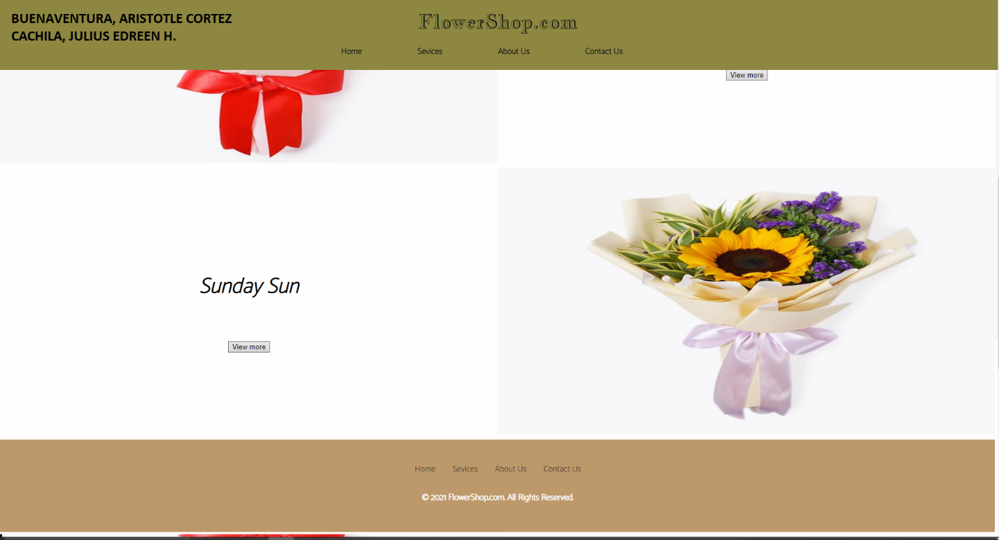 BUENAVENTURA, ARISTOTLE CORTEZ
CACHILA, JULIUS EDREEN H.
FlowerShop.com
Home Sevices About Us Contact Us
View more
Sunday Sun
View more
Home Sevices About Us Contact Us
© 2021 FlowerShop.com. All Rights Reserved.